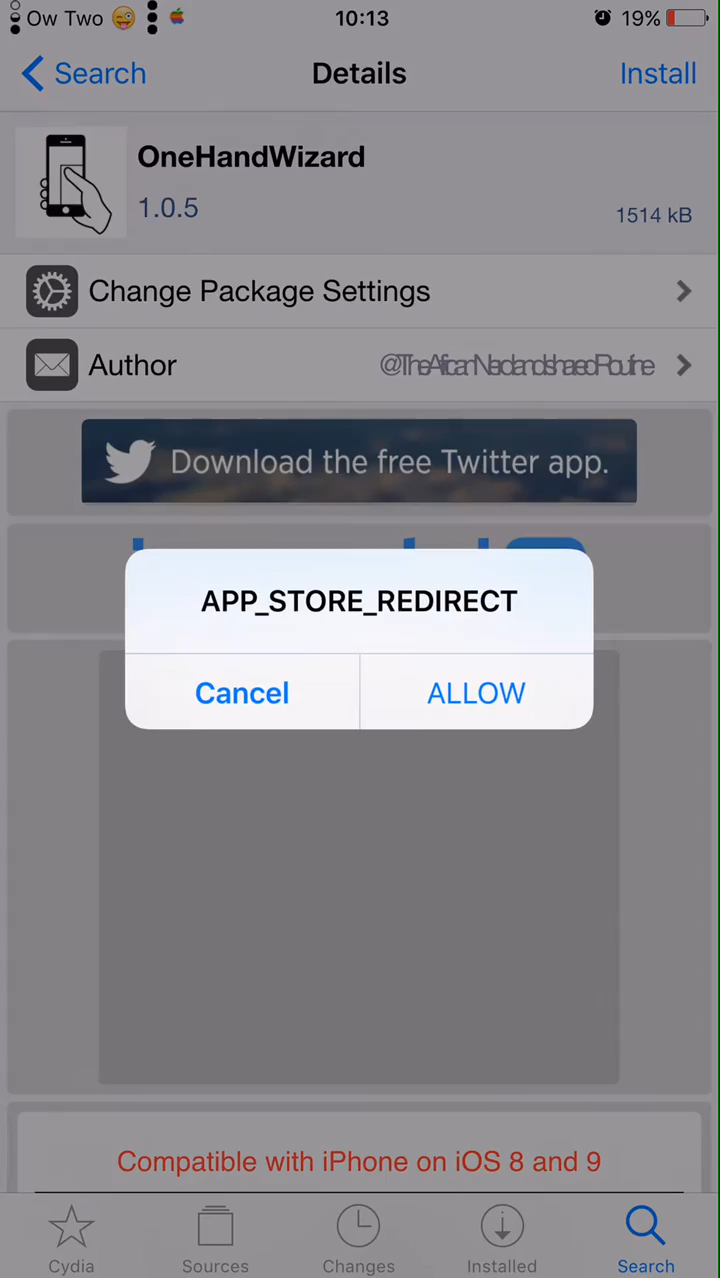 Ow Two 😜 10:13 19%
Search Details Install
OneHandWizard
1.0.5
1514 kB
Change Package Settings
Author
Download the free Twitter app.
APP_STORE_REDIRECT
Cancel ALLOW
Compatible with iPhone on iOS 8 and 9
Cydia Sources Changes Installed Search